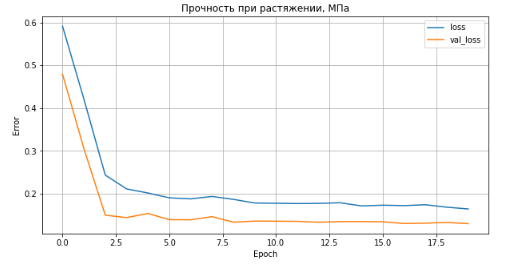 Прочность при растяжении, МПа
loss
val_loss
0.6
0.5
0.4
0.3
0.2
Error
0.0 2.5 5.0 7.5 10.0 12.5 15.0 17.5
Epoch